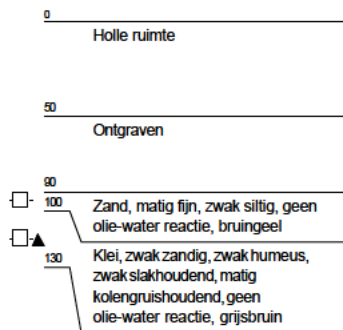 0
Holle ruimte
50
Ontgraven
90
Zand, matig fijn, zwak siltig, geen
100
olie-water reactie, bruingeel
Klei, zwak zandig, zwak humeus,
130
zwak slakhoudend, matig
kolengruishoudend, geen
olie-water reactie, grijsbruin